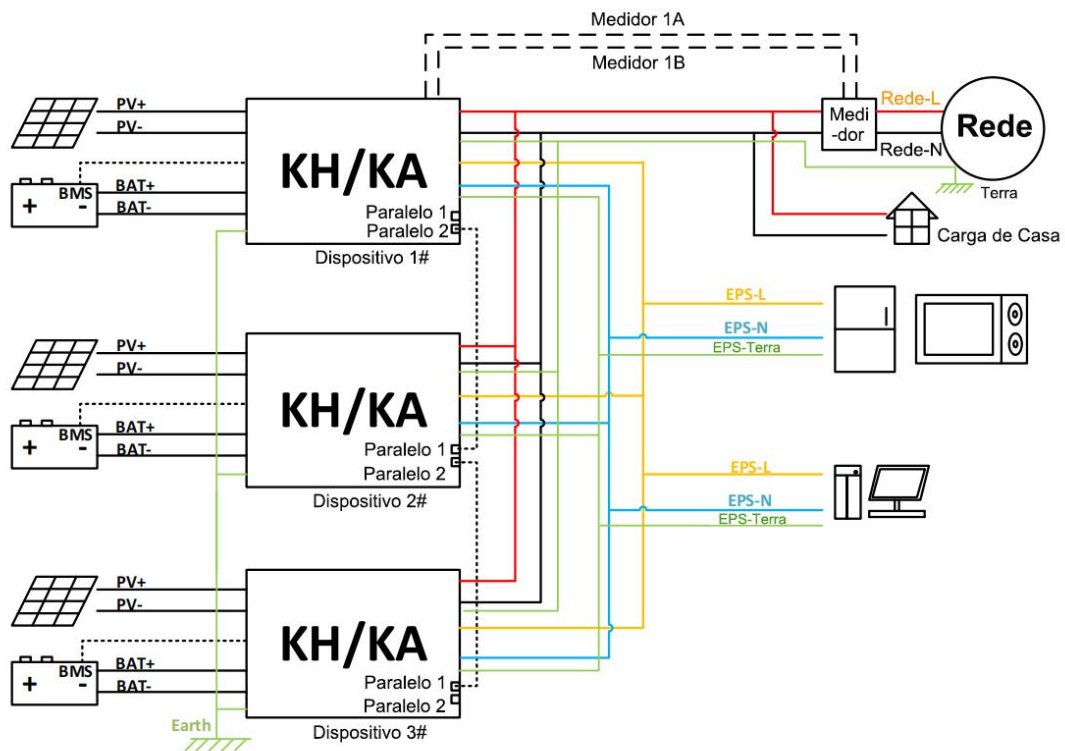 Medidor 1A
Medidor 1B
PV+
PV-
BMS
+ -
BAT+
BAT-
KH/KA
Paralelo 1
Paralelo 2
Dispositivo 1#
Medi
-dor
Rede-L
Rede-N
Rede
Terra
Carga de Casa
EPS-L
EPS-N
EPS-Terra
PV+
PV-
BMS
+ -
BAT+
BAT-
KH/KA
Paralelo 1
Paralelo 2
Dispositivo 2#
EPS-L
EPS-N
EPS-Terra
PV+
PV-
BMS
+ -
BAT+
BAT-
KH/KA
Paralelo 1
Paralelo 2
Dispositivo 3#
Earth